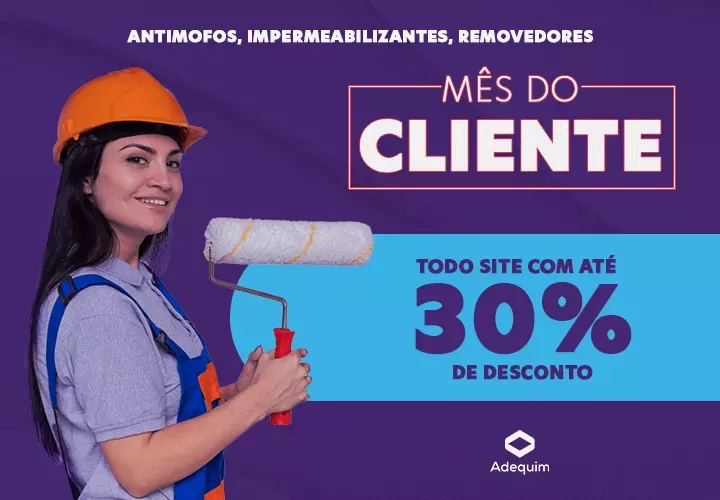 ANTIMOFOS, IMPERMEABILIZANTES, REMOVEDORES
MÊS DO
CLIENTE
TODO SITE COM ATÉ
30%
DE DESCONTO
Adequim